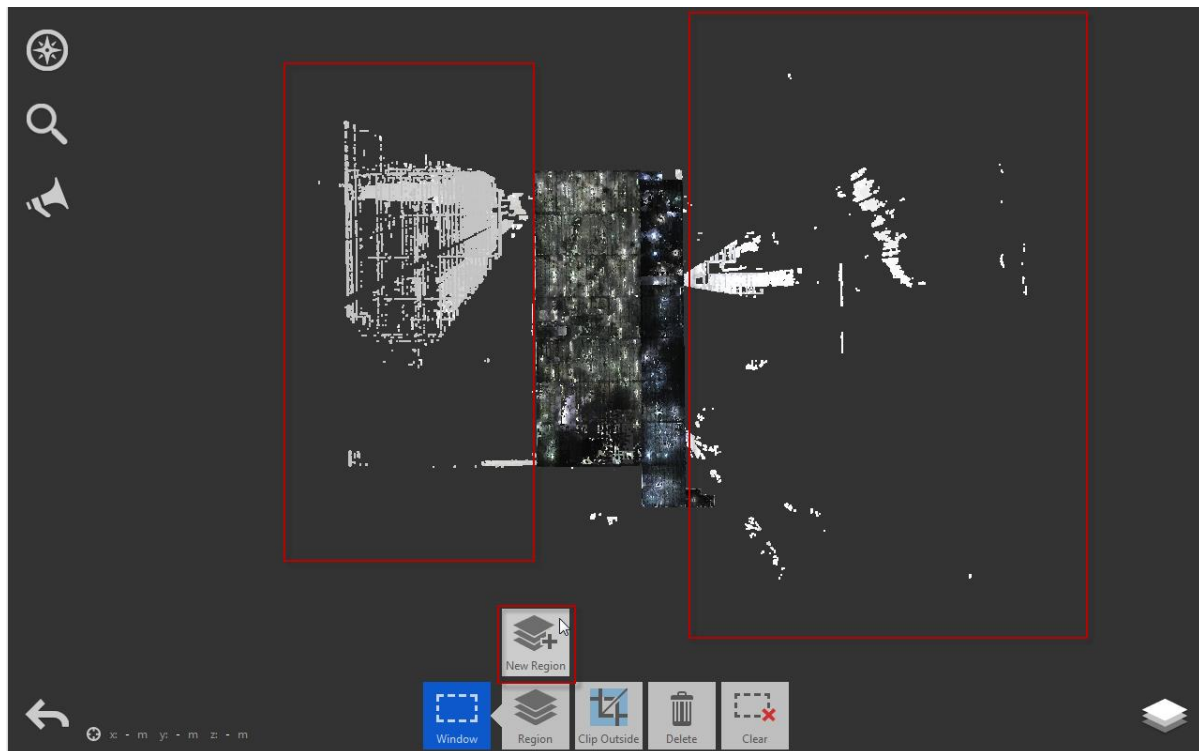 New Region
Window
Region
Clip Outside
Delete
Clear
x: - m y: - m z: - m